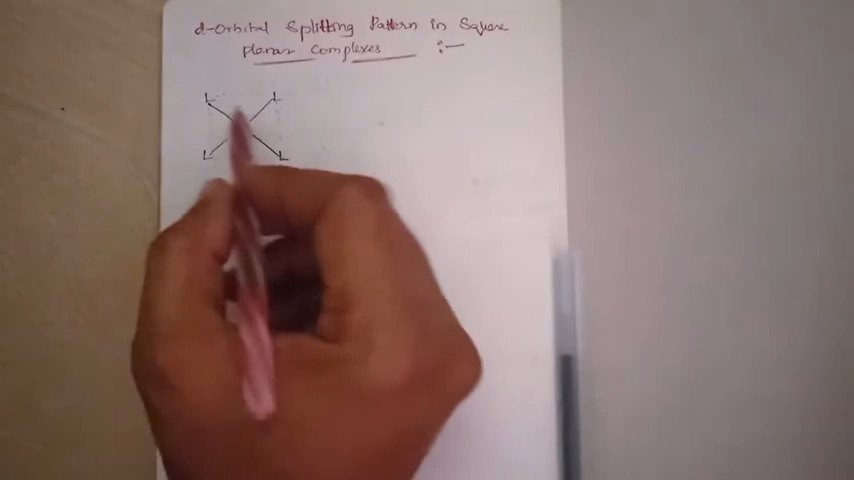 d-Orbital Splitting Pattern in Square
planar complexes :-
L L
L L